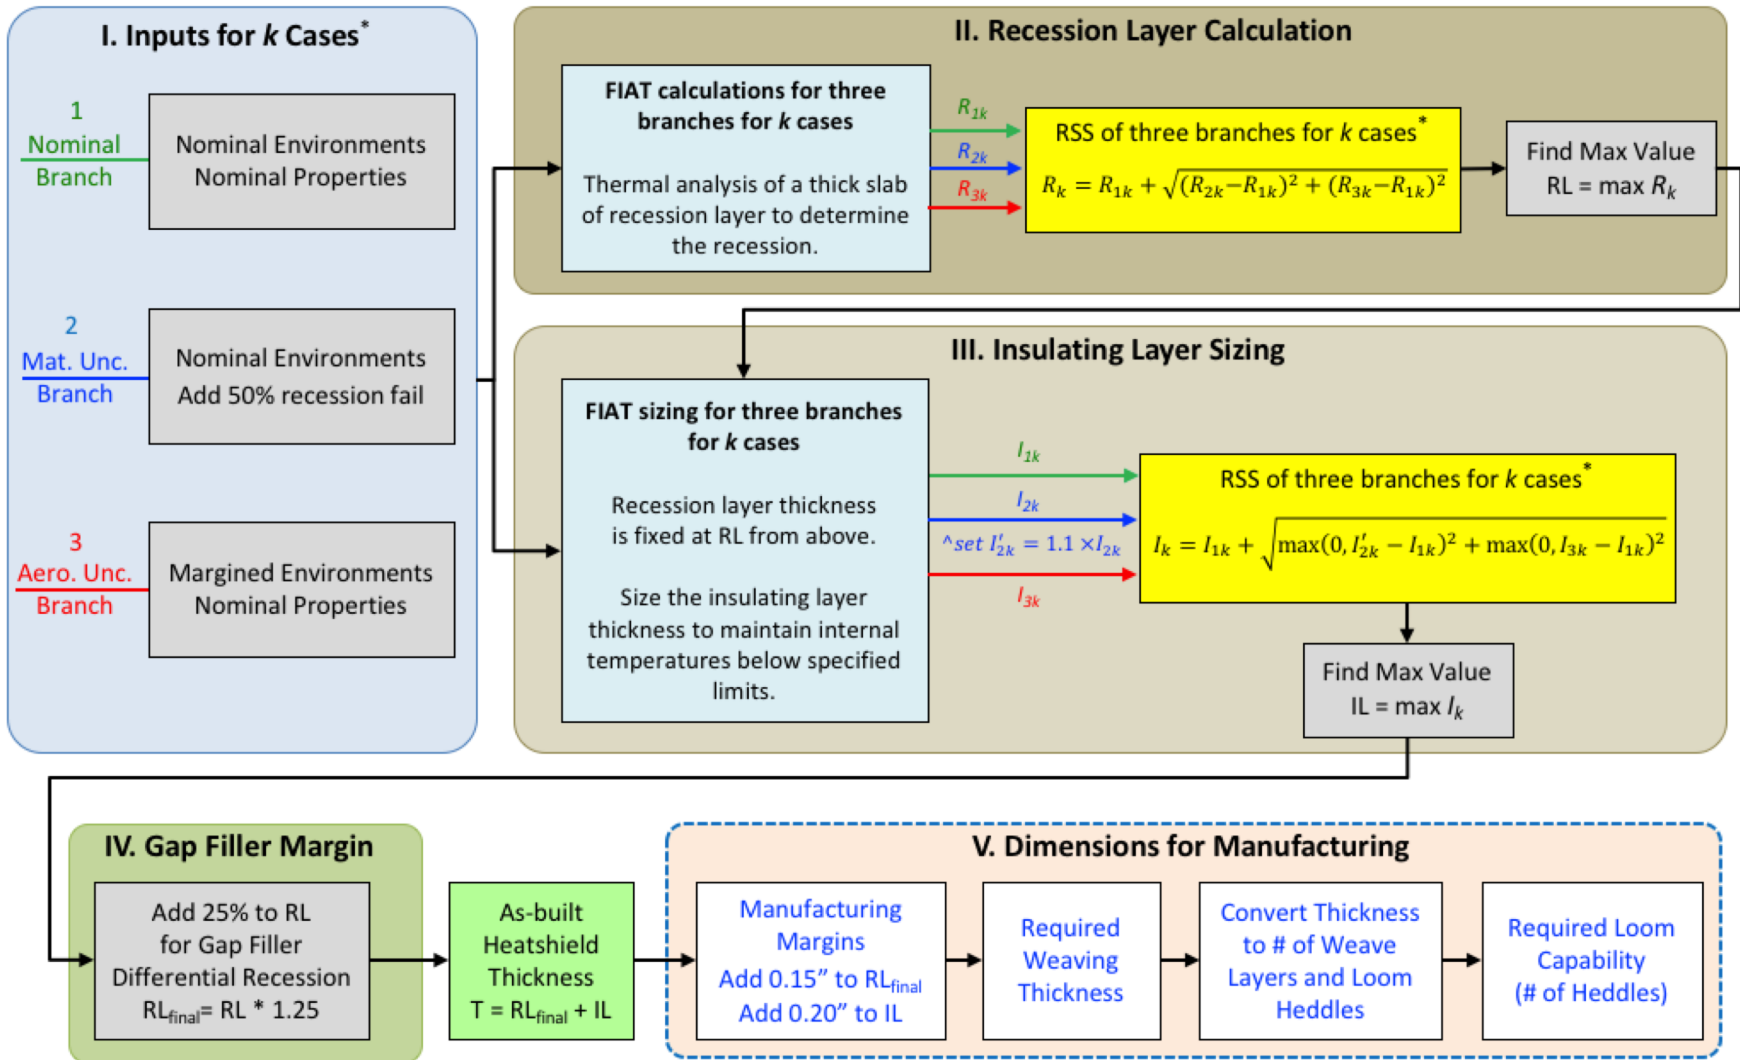 I. Inputs for k Cases*
1
Nominal
Branch
Nominal Environments
Nominal Properties
2
Mat. Unc.
Branch
Nominal Environments
Add 50% recession fail
3
Aero. Unc.
Branch
Margined Environments
Nominal Properties
II. Recession Layer Calculation
FIAT calculations for three
branches for k cases
Thermal analysis of a thick slab
of recession layer to determine
the recession.
R₁ₖ
R₂ₖ
R₃ₖ
RSS of three branches for k cases*
Rₖ = R₁ₖ + √((R₂ₖ−R₁ₖ)² + (R₃ₖ−R₁ₖ)²)
Find Max Value
RL = max Rₖ
III. Insulating Layer Sizing
FIAT sizing for three branches
for k cases
Recession layer thickness
is fixed at RL from above.
Size the insulating layer
thickness to maintain internal
temperatures below specified
limits.
I₁ₖ
I₂ₖ
^set I′₂ₖ = 1.1 ×I₂ₖ
I₃ₖ
RSS of three branches for k cases*
Iₖ = I₁ₖ + √(max(0, I′₂ₖ − I₁ₖ)² + max(0, I₃ₖ − I₁ₖ)²)
Find Max Value
IL = max Iₖ
IV. Gap Filler Margin
Add 25% to RL
for Gap Filler
Differential Recession
RLfinal= RL * 1.25
As-built
Heatshield
Thickness
T = RLfinal + IL
V. Dimensions for Manufacturing
Manufacturing
Margins
Add 0.15” to RLfinal
Add 0.20” to IL
Required
Weaving
Thickness
Convert Thickness
to # of Weave
Layers and Loom
Heddles
Required Loom
Capability
(# of Heddles)